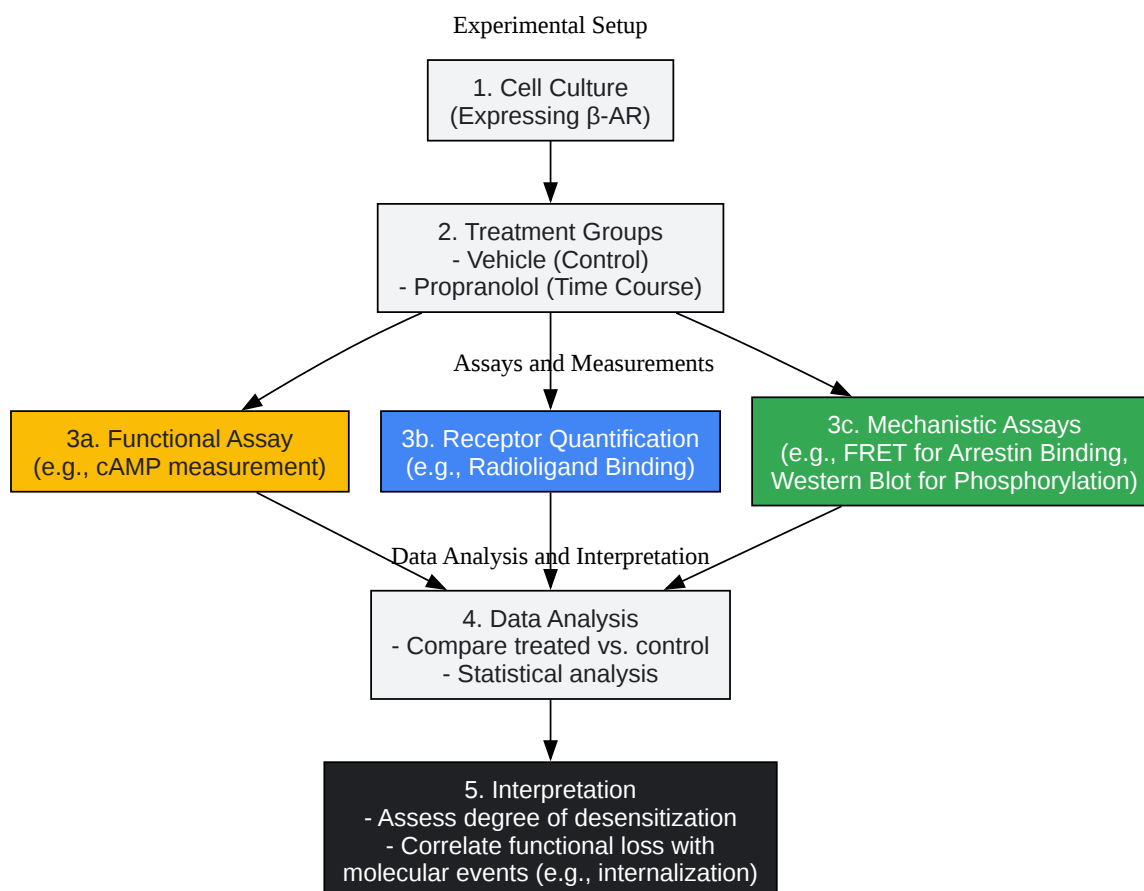 Experimental Setup
1. Cell Culture
(Expressing β-AR)
2. Treatment Groups
- Vehicle (Control)
- Propranolol (Time Course)
Assays and Measurements
3a. Functional Assay
(e.g., cAMP measurement)
3b. Receptor Quantification
(e.g., Radioligand Binding)
3c. Mechanistic Assays
(e.g., FRET for Arrestin Binding,
Western Blot for Phosphorylation)
Data Analysis and Interpretation
4. Data Analysis
- Compare treated vs. control
- Statistical analysis
5. Interpretation
- Assess degree of desensitization
- Correlate functional loss with
molecular events (e.g., internalization)